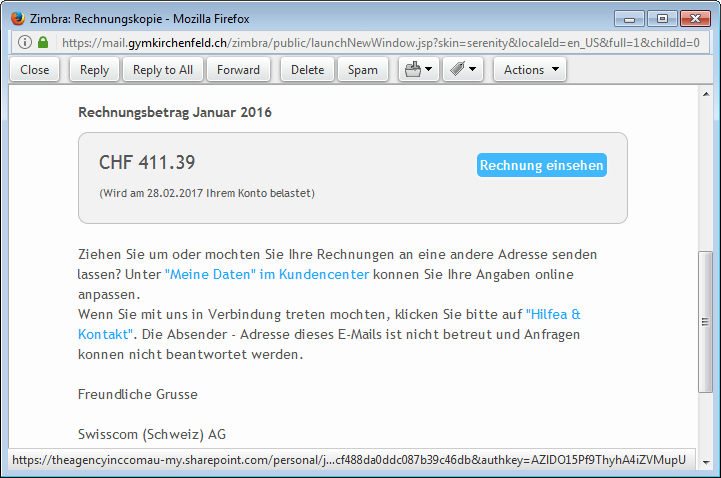 Zimbra: Rechnungskopie - Mozilla Firefox
https://mail.gymkirchenfeld.ch/zimbra/public/launchNewWindow.jsp?skin=serenity&localeId=en_US&full=1&childId=0
Close Reply Reply to All Forward Delete Spam Actions
Rechnungsbetrag Januar 2016
CHF 411.39
Rechnung einsehen
(Wird am 28.02.2017 Ihrem Konto belastet)
Ziehen Sie um oder mochten Sie Ihre Rechnungen an eine andere Adresse senden
lassen? Unter "Meine Daten" im Kundencenter konnen Sie Ihre Angaben online
anpassen.
Wenn Sie mit uns in Verbindung treten mochten, klicken Sie bitte auf "Hilfea &
Kontakt". Die Absender - Adresse dieses E-Mails ist nicht betreut und Anfragen
konnen nicht beantwortet werden.
Freundliche Grusse
Swisscom (Schweiz) AG
https://theagencyinccomau-my.sharepoint.com/personal/j...cf488da0ddc087b39c46db&authkey=AZIDO15Pf9ThyhA4iZVMupU